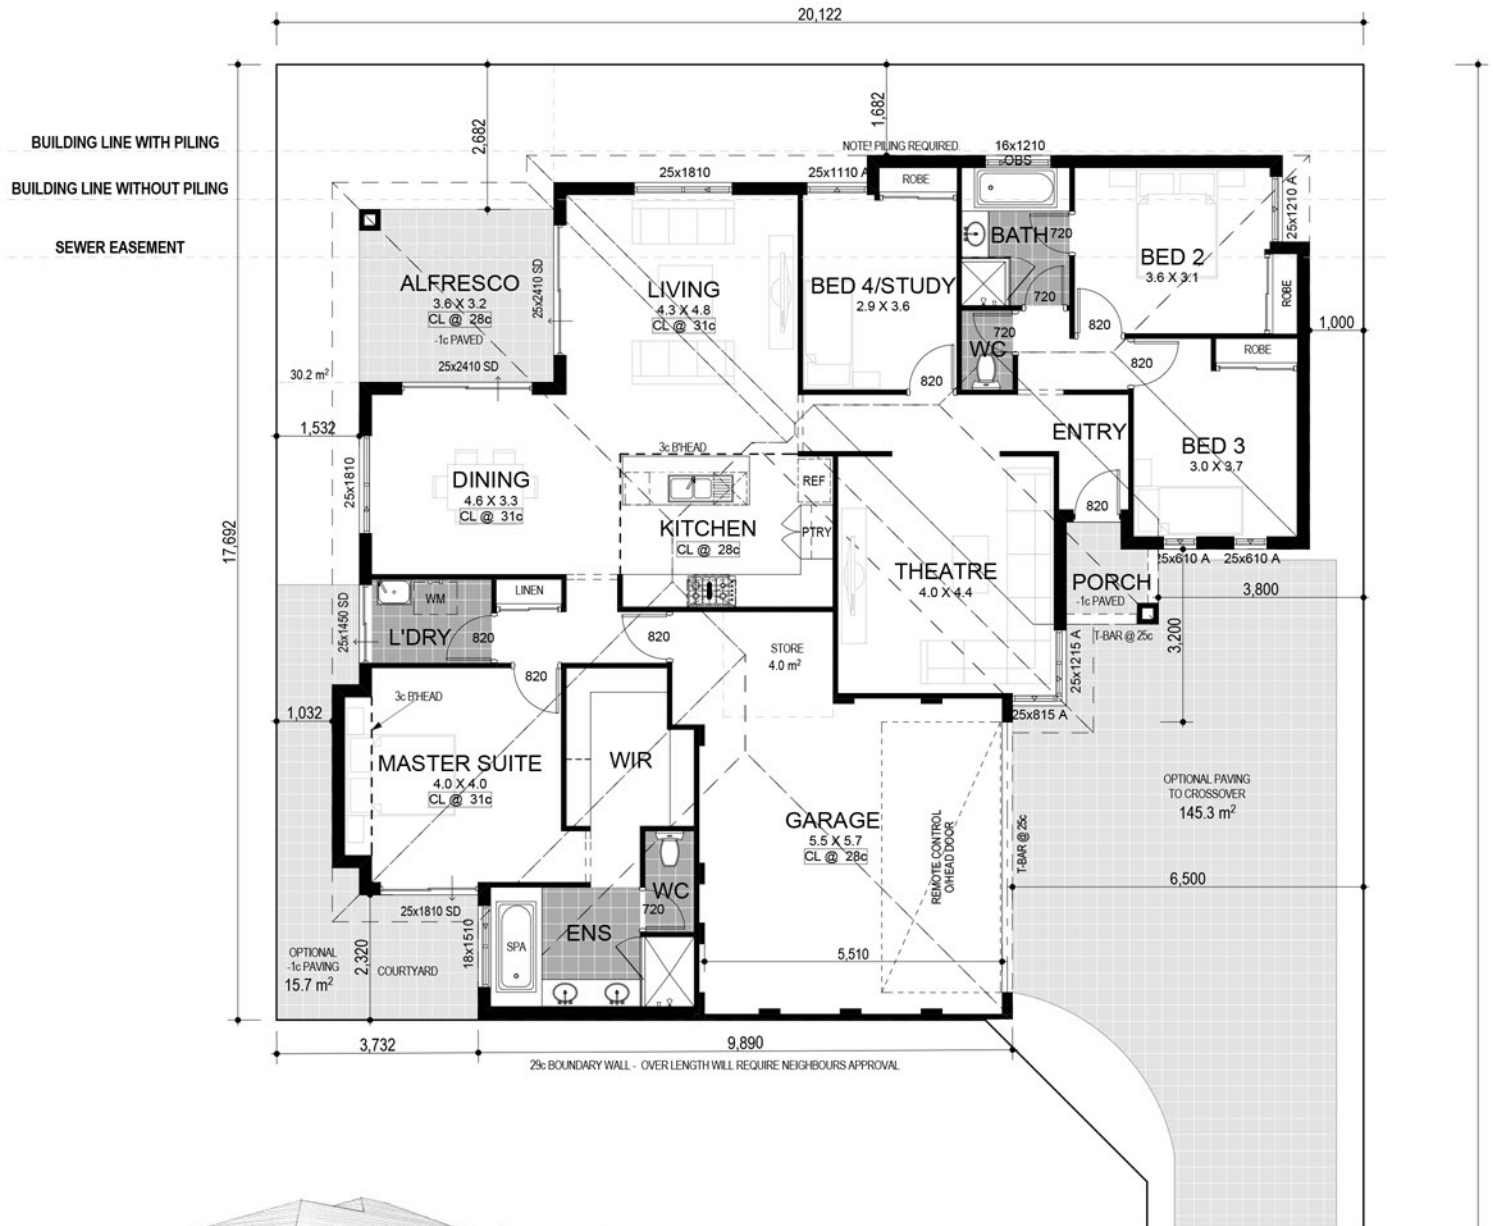 20,122
BUILDING LINE WITH PILING
BUILDING LINE WITHOUT PILING
SEWER EASEMENT
2,682
1,682
NOTE! PILING REQUIRED.
16x1210
OBS
25x1810
25x1110 A
ROBE
25x1210 A
ALFRESCO
3.6 X 3.2
CL @ 28c
-1c PAVED
25x2410 SD
25x2410 SD
30.2 m²
LIVING
4.3 X 4.8
CL @ 31c
BED 4/STUDY
2.9 X 3.6
820
BATH
720
720
WC
720
BED 2
3.6 X 3.1
ROBE
820
1,000
820
ROBE
1,532
25x1810
DINING
4.6 X 3.3
CL @ 31c
3c B'HEAD
KITCHEN
CL @ 28c
REF
PTRY
ENTRY
820
BED 3
3.0 X 3.7
25x610 A
25x610 A
17,692
THEATRE
4.0 X 4.4
PORCH
-1c PAVED
3,800
T-BAR @ 25c
3,200
25x1215 A
25x815 A
25x1450 SD
WM
LINEN
L'DRY
820
820
820
STORE
4.0 m²
1,032
3c B'HEAD
MASTER SUITE
4.0 X 4.0
CL @ 31c
WIR
GARAGE
5.5 X 5.7
CL @ 28c
REMOTE CONTROL
O/HEAD DOOR
T-BAR @ 25c
OPTIONAL PAVING
TO CROSSOVER
145.3 m²
6,500
25x1810 SD
18x1510
WC
720
ENS
SPA
5,510
2,320
OPTIONAL
-1c PAVING
15.7 m²
COURTYARD
3,732
9,890
29c BOUNDARY WALL - OVER LENGTH WILL REQUIRE NEIGHBOURS APPROVAL